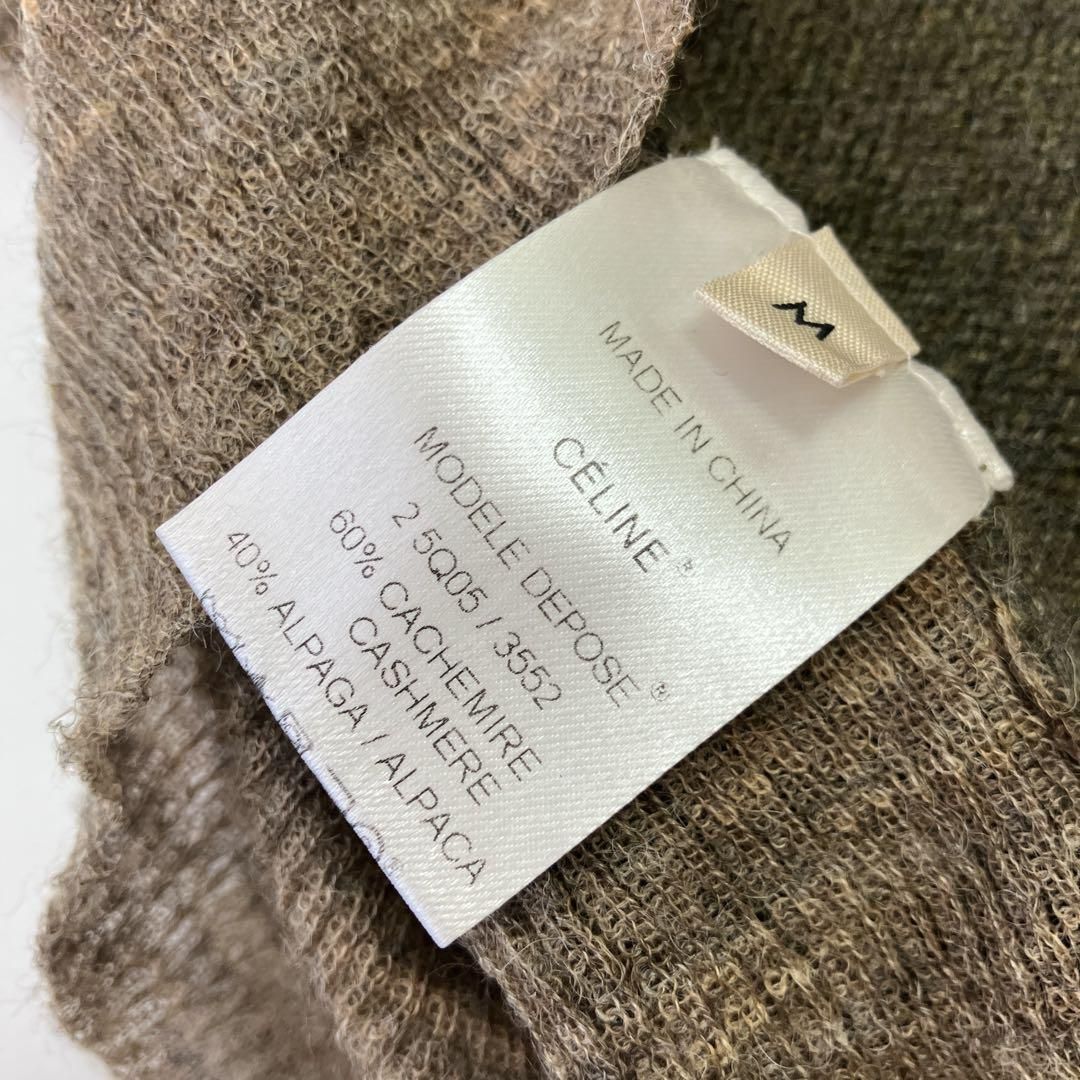 M
MADE IN CHINA
CÉLINE ®
MODELE DEPOSE ®
2 5Q05 / 3552
60% CACHEMIRE
CASHMERE
40% ALPAGA / ALPACA